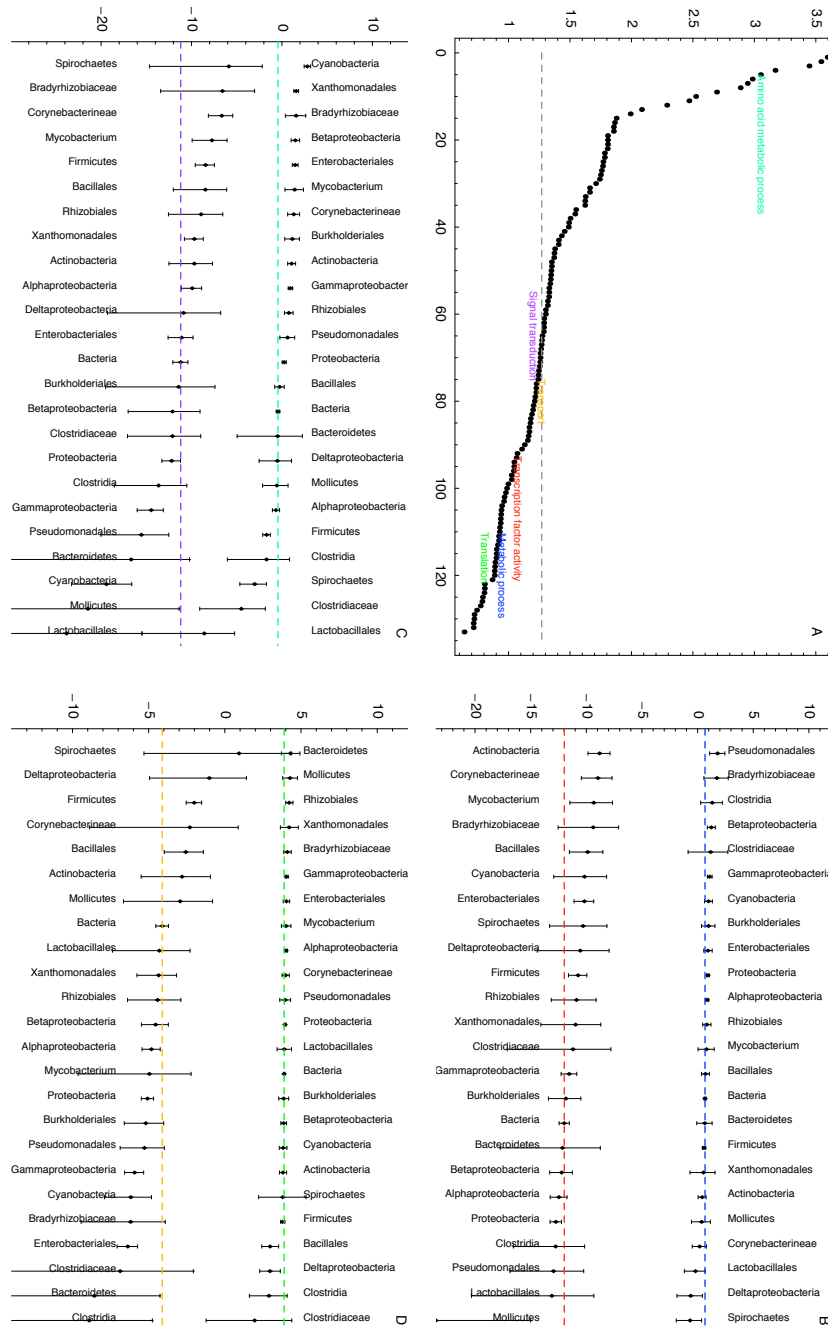 A
0
20
40
60
80
100
120
1
1.5
2
2.5
3
3.5
Amino acid metabolic process
Signal transduction
Transcription factor activity
Metabolic process
Translation
B
-20
-15
-10
-5
0
5
10
Actinobacteria
Corynebacterineae
Mycobacterium
Bradyrhizobiaceae
Bacillales
Cyanobacteria
Enterobacteriales
Spirochaetes
Deltaproteobacteria
Firmicutes
Rhizobiales
Xanthomonadales
Clostridiaceae
Gammaproteobacteria
Burkholderiales
Bacteria
Bacteroidetes
Betaproteobacteria
Alphaproteobacteria
Proteobacteria
Clostridia
Pseudomonadales
Lactobacillales
Mollicutes
Pseudomonadales
Bradyrhizobiaceae
Clostridia
Betaproteobacteria
Clostridiaceae
Gammaproteobacteria
Cyanobacteria
Burkholderiales
Enterobacteriales
Proteobacteria
Alphaproteobacteria
Rhizobiales
Mycobacterium
Bacillales
Bacteria
Bacteroidetes
Firmicutes
Xanthomonadales
Actinobacteria
Mollicutes
Corynebacterineae
Lactobacillales
Deltaproteobacteria
Spirochaetes
C
-20
-10
0
10
Spirochaetes
Bradyrhizobiaceae
Corynebacterineae
Mycobacterium
Firmicutes
Bacillales
Rhizobiales
Xanthomonadales
Actinobacteria
Alphaproteobacteria
Deltaproteobacteria
Enterobacteriales
Bacteria
Burkholderiales
Betaproteobacteria
Clostridiaceae
Proteobacteria
Clostridia
Gammaproteobacteria
Pseudomonadales
Bacteroidetes
Cyanobacteria
Mollicutes
Lactobacillales
Cyanobacteria
Xanthomonadales
Bradyrhizobiaceae
Betaproteobacteria
Enterobacteriales
Mycobacterium
Corynebacterineae
Burkholderiales
Actinobacteria
Gammaproteobacter
Rhizobiales
Pseudomonadales
Proteobacteria
Bacillales
Bacteria
Bacteroidetes
Deltaproteobacteria
Mollicutes
Alphaproteobacteria
Firmicutes
Clostridia
Spirochaetes
Clostridiaceae
Lactobacillales
D
-10
-5
0
5
10
Spirochaetes
Deltaproteobacteria
Firmicutes
Corynebacterineae
Bacillales
Actinobacteria
Mollicutes
Bacteria
Lactobacillales
Xanthomonadales
Rhizobiales
Betaproteobacteria
Alphaproteobacteria
Mycobacterium
Proteobacteria
Burkholderiales
Pseudomonadales
Gammaproteobacteria
Cyanobacteria
Bradyrhizobiaceae
Enterobacteriales
Clostridiaceae
Bacteroidetes
Clostridia
Bacteroidetes
Mollicutes
Rhizobiales
Xanthomonadales
Bradyrhizobiaceae
Gammaproteobacteria
Enterobacteriales
Mycobacterium
Alphaproteobacteria
Corynebacterineae
Pseudomonadales
Proteobacteria
Lactobacillales
Bacteria
Burkholderiales
Betaproteobacteria
Cyanobacteria
Actinobacteria
Spirochaetes
Firmicutes
Bacillales
Deltaproteobacteria
Clostridia
Clostridiaceae